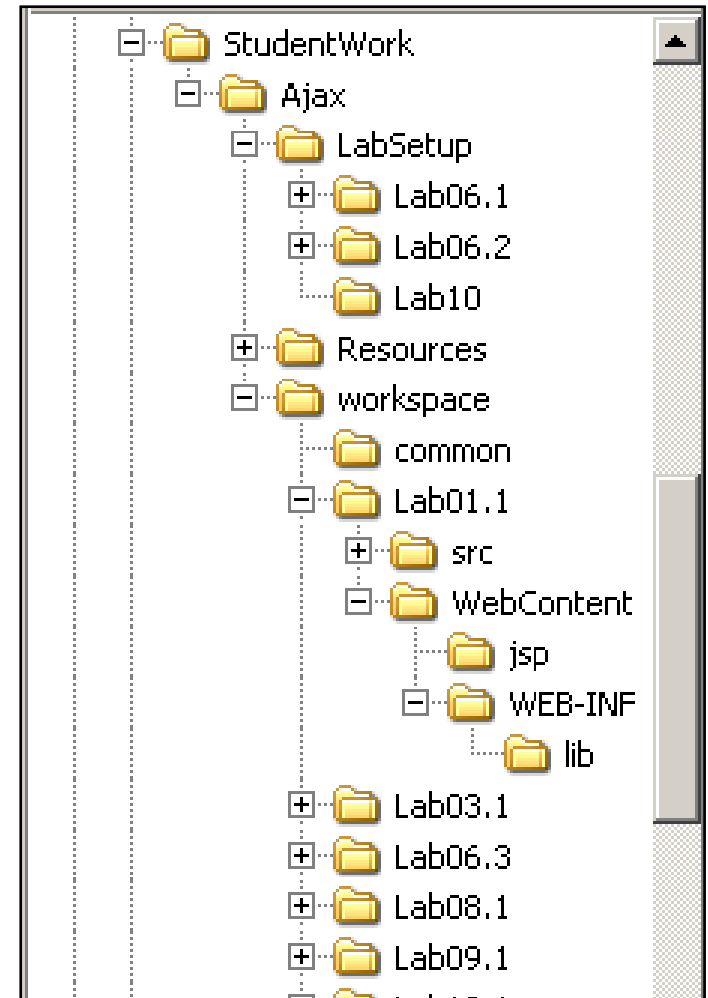 StudentWork
Ajax
LabSetup
Lab06.1
Lab06.2
Lab10
Resources
workspace
common
Lab01.1
src
WebContent
jsp
WEB-INF
lib
Lab03.1
Lab06.3
Lab08.1
Lab09.1